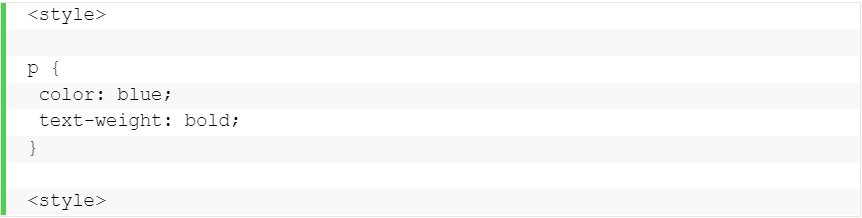 <style>
p {
color: blue;
text-weight: bold;
}
<style>